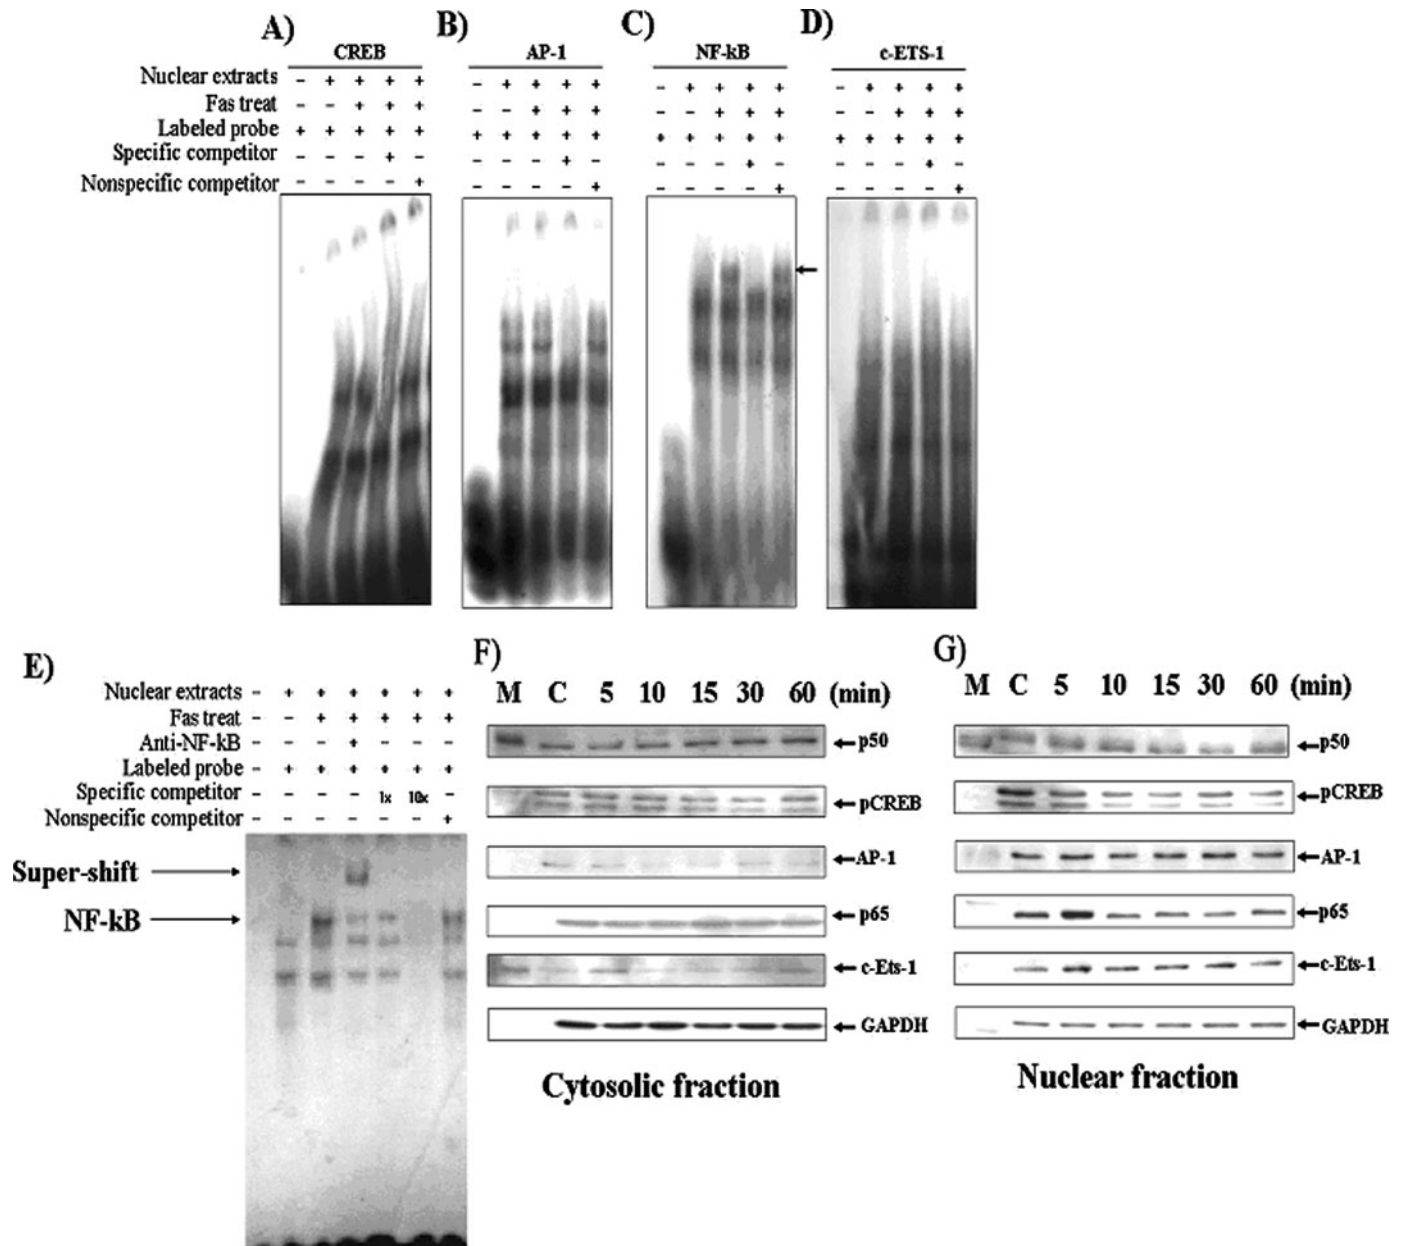 A)
CREB
Nuclear extracts - + + + +
Fas treat - - + + +
Labeled probe + + + + +
Specific competitor - - - + -
Nonspecific competitor - - - - +
B)
AP-1
- + + + +
- - + + +
+ + + + +
- - - + -
- - - - +
C)
NF-kB
- + + + +
- - + + +
+ + + + +
- - - + -
- - - - +
D)
c-ETS-1
- + + + +
- - + + +
+ + + + +
- - - + -
- - - - +
E)
Nuclear extracts - + + + + + +
Fas treat - - + + + + +
Anti-NF-kB - - - + - - -
Labeled probe - + + + + + +
Specific competitor - - - - 1x 10x -
Nonspecific competitor - - - - - - +
Super-shift
NF-kB
F)
M C 5 10 15 30 60 (min)
p50
pCREB
AP-1
p65
c-Ets-1
GAPDH
Cytosolic fraction
G)
M C 5 10 15 30 60 (min)
p50
pCREB
AP-1
p65
c-Ets-1
GAPDH
Nuclear fraction